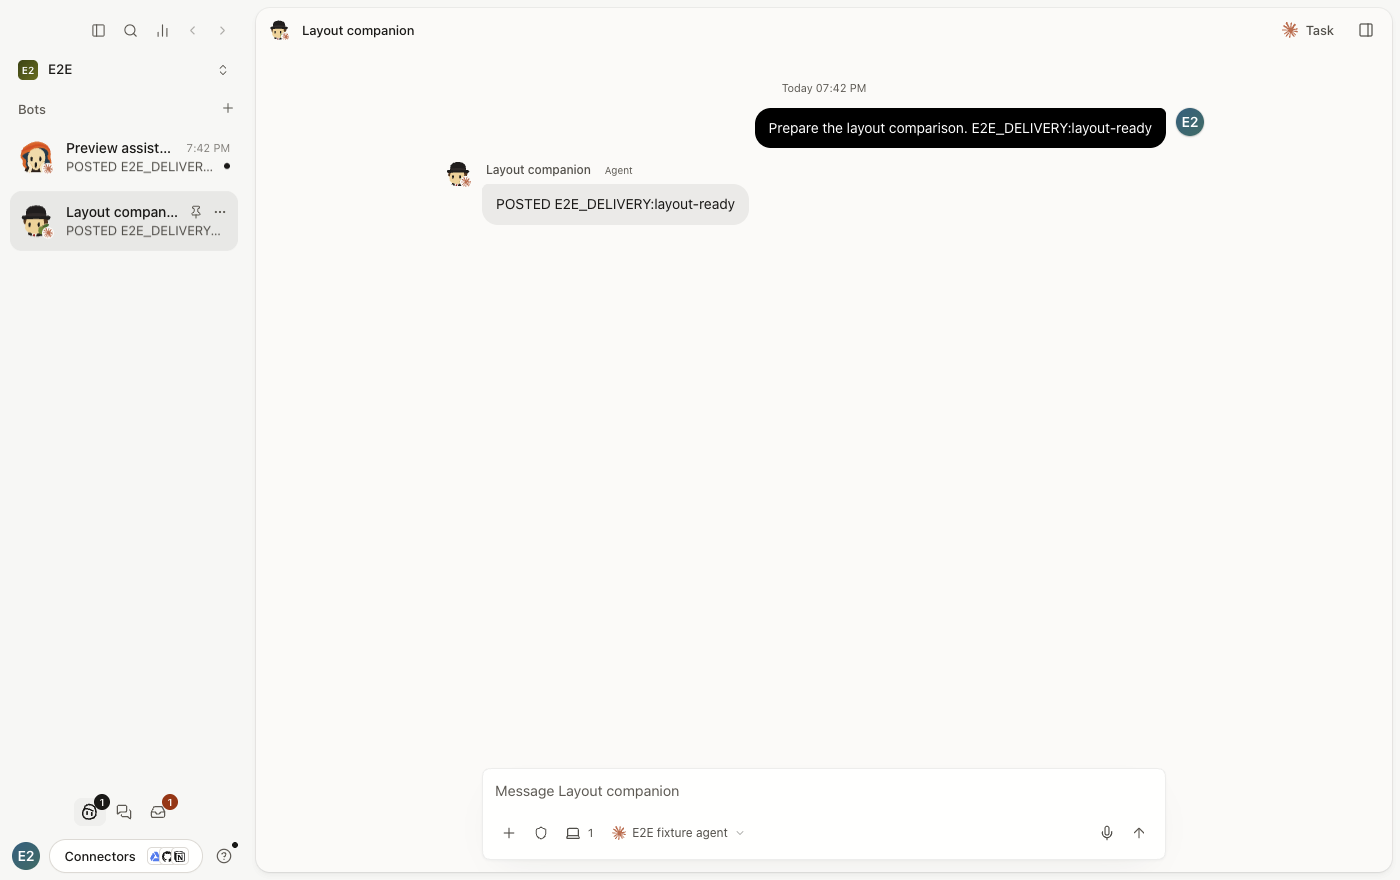 E2 E2E
Bots
Preview assist... 7:42 PM
POSTED E2E_DELIVER...
Layout compan...
POSTED E2E_DELIVERY...
1 1
E2 Connectors
Layout companion
Task
Today 07:42 PM
Prepare the layout comparison. E2E_DELIVERY:layout-ready
E2
Layout companion Agent
POSTED E2E_DELIVERY:layout-ready
Message Layout companion
1 E2E fixture agent